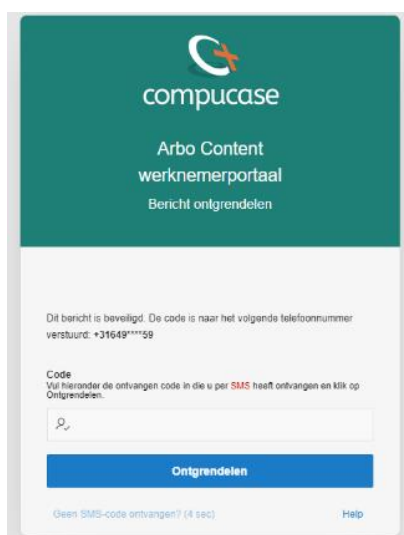 compucase
Arbo Content
werknemerportaal
Bericht ontgrendelen
Dit bericht is beveiligd. De code is naar het volgende telefoonnummer
verstuurd: +31649****59
Code
Vul hieronder de ontvangen code in die u per SMS heeft ontvangen en klik op
Ontgrendelen.
Ontgrendelen
Geen SMS-code ontvangen? (4 sec) Help